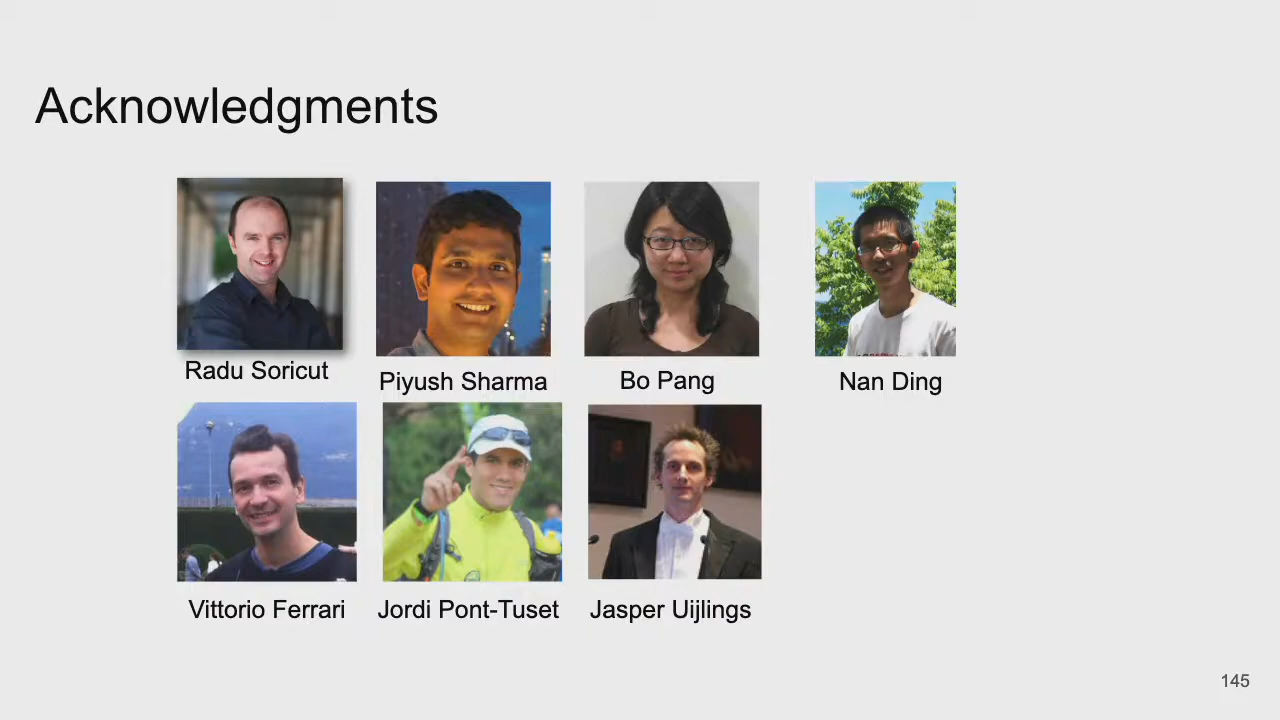 Acknowledgments
Radu Soricut
Piyush Sharma
Bo Pang
Nan Ding
Vittorio Ferrari
Jordi Pont-Tuset
Jasper Uijlings
145